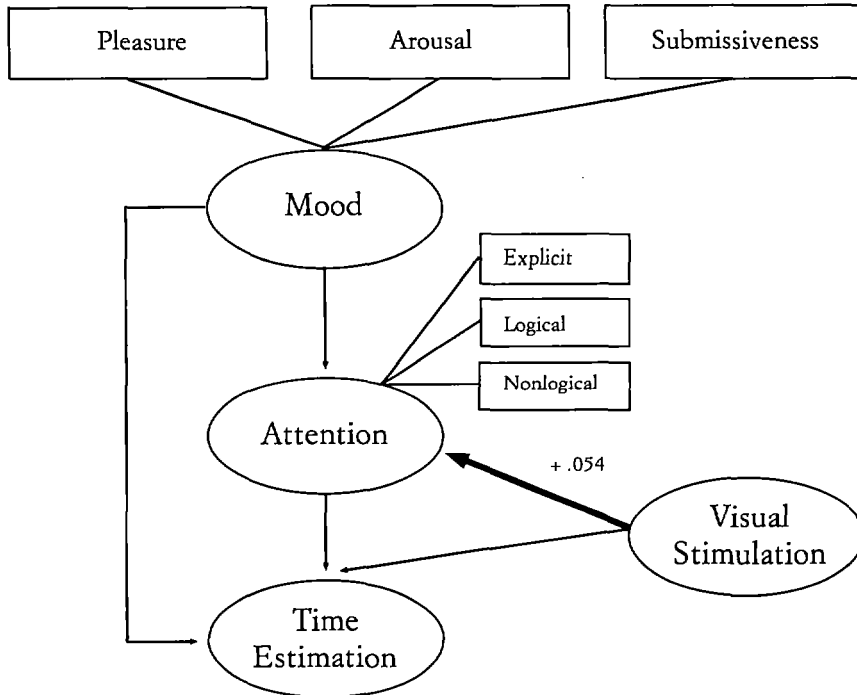 Pleasure
Arousal
Submissiveness
Mood
Explicit
Logical
Nonlogical
Attention
+ .054
Visual
Stimulation
Time
Estimation